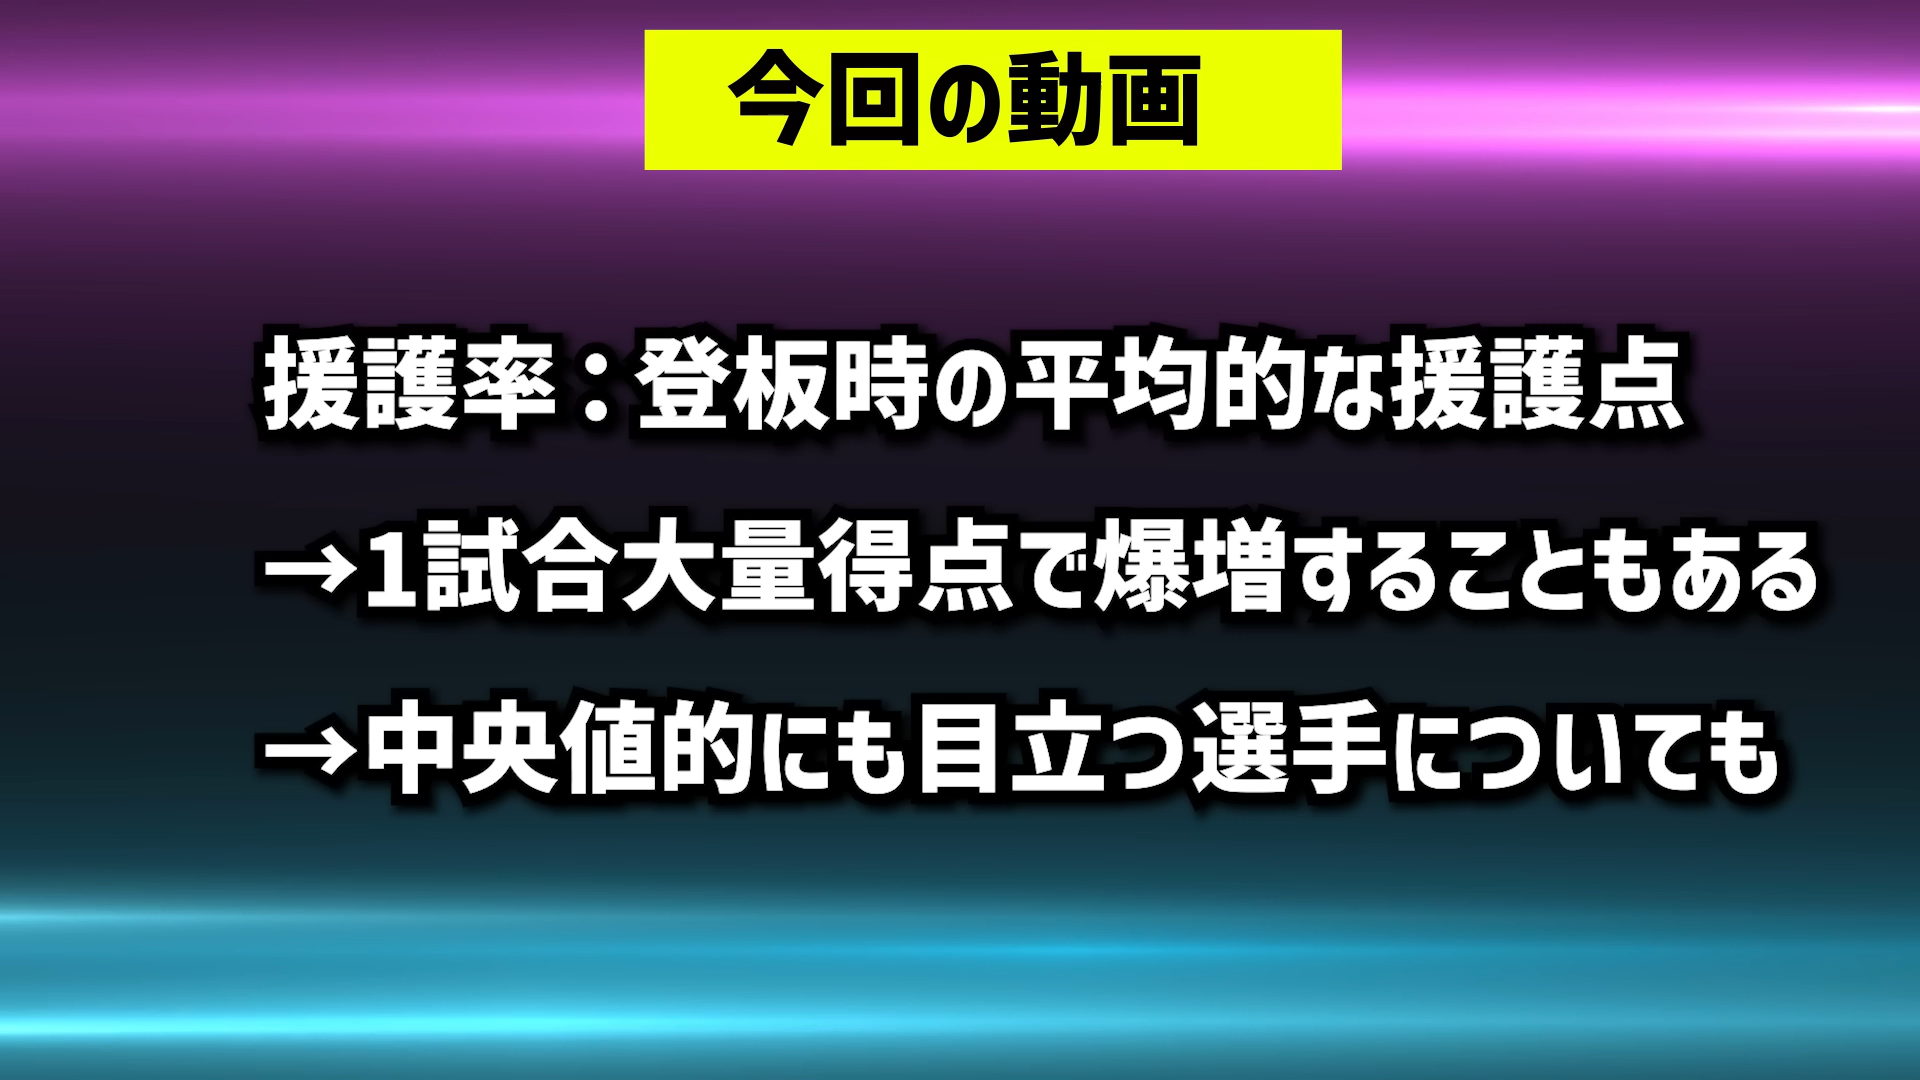 今回の動画
援護率：登板時の平均的な援護点
→1試合大量得点で爆増することもある
→中央値的にも目立つ選手についても